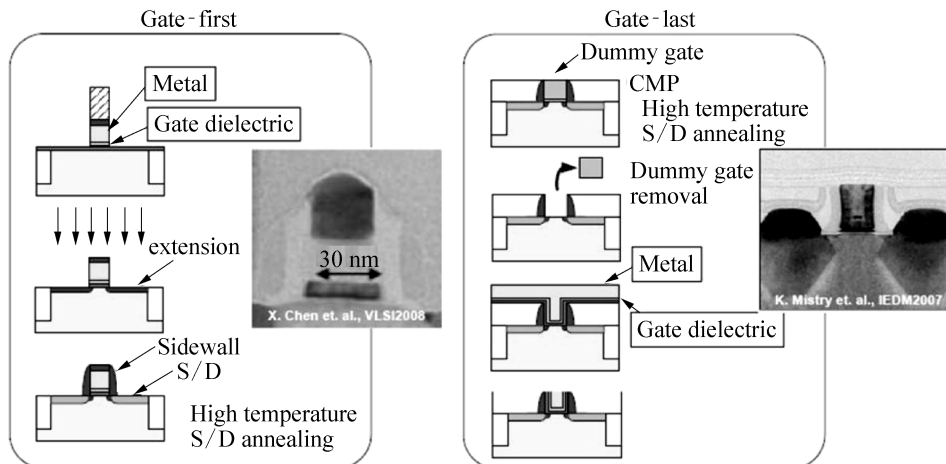 Gate-first
Metal
Gate dielectric
extension
30 nm
X. Chen et. al., VLSI2008
Sidewall
S/D
High temperature
S/D annealing
Gate-last
Dummy gate
CMP
High temperature
S/D annealing
Dummy gate
removal
Metal
K. Mistry et. al., IEDM2007
Gate dielectric